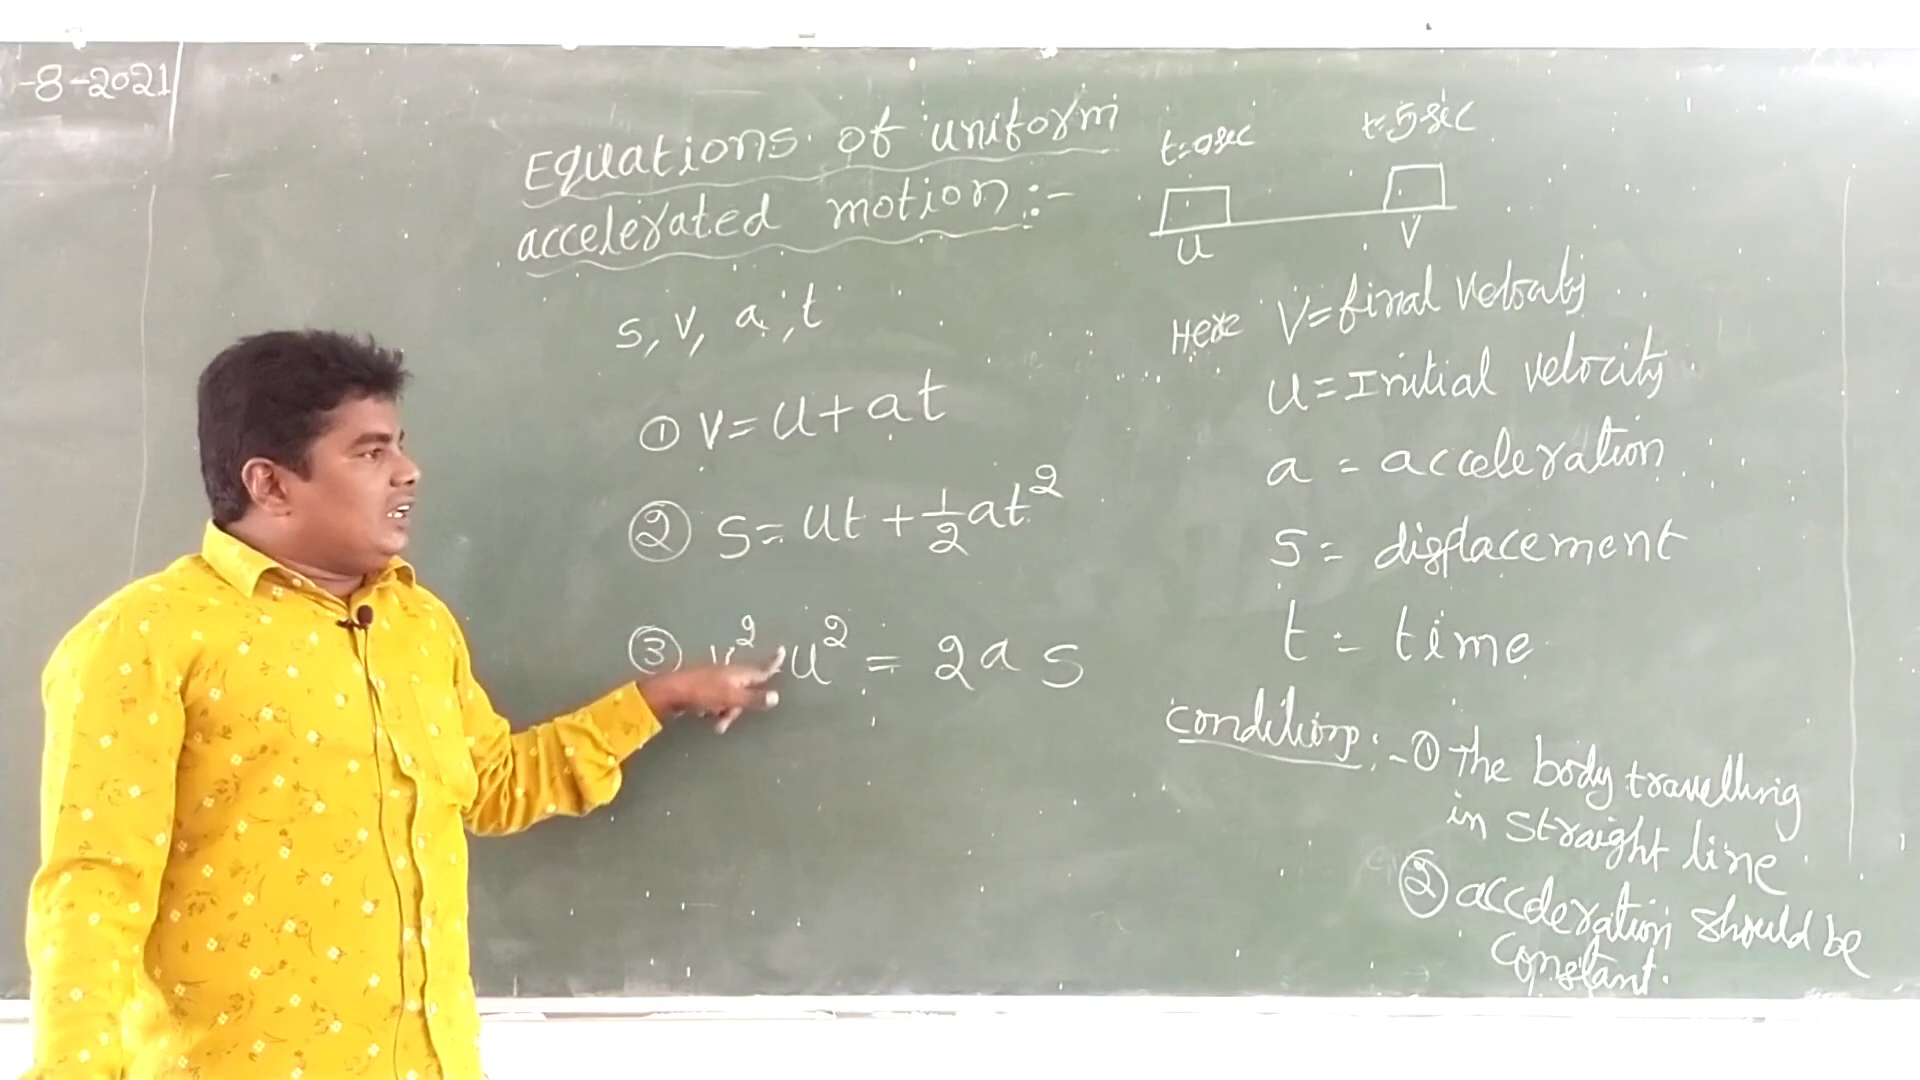 -8-2021
Equations of uniform
accelerated motion:-
s, v, a, t
① v=u+at
② s=ut+½at²
③ v²-u² = 2as
t=0sec
t=5sec
u
v
Here V=final velocity
u=Initial velocity
a = acceleration
s= displacement
t= time
conditions:-① The body travelling
in straight line
② acceleration should be
constant.